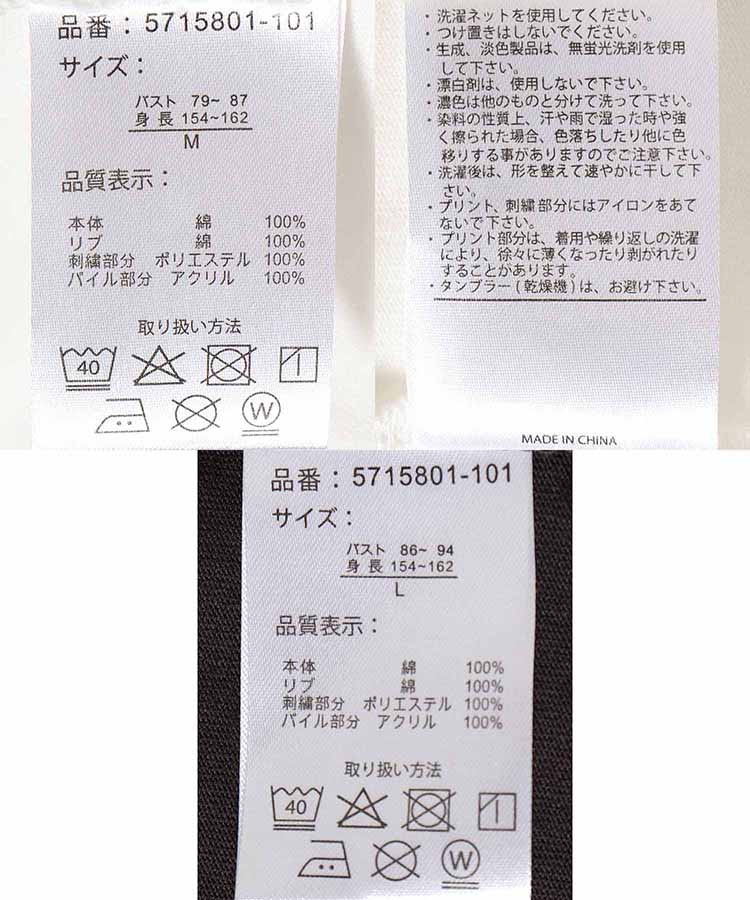 品番：5715801-101
サイズ：
バスト 79~ 87
身長 154~162
M
品質表示：
本体 綿 100%
リブ 綿 100%
刺繍部分 ポリエステル 100%
パイル部分 アクリル 100%
取り扱い方法
40
W
・洗濯ネットを使用してください。
・つけ置きはしないでください。
・生成、淡色製品は、無蛍光洗剤を使用
して下さい。
・漂白剤は、使用しないで下さい。
・濃色は他のものと分けて洗って下さい。
・染料の性質上、汗や雨で湿った時や強
く擦られた場合、色落ちしたり他に色
移りする事がありますのでご注意下さい。
・洗濯後は、形を整えて速やかに干して下
さい。
・プリント、刺繍部分にはアイロンをあて
ないで下さい。
・プリント部分は、着用や繰り返しの洗濯
により、徐々に薄くなったり剥がれたり
することがあります。
・タンブラー(乾燥機)は、お避け下さい。
MADE IN CHINA
品番：5715801-101
サイズ：
バスト 86~ 94
身長 154~162
L
品質表示：
本体 綿 100%
リブ 綿 100%
刺繍部分 ポリエステル 100%
パイル部分 アクリル 100%
取り扱い方法
40
W